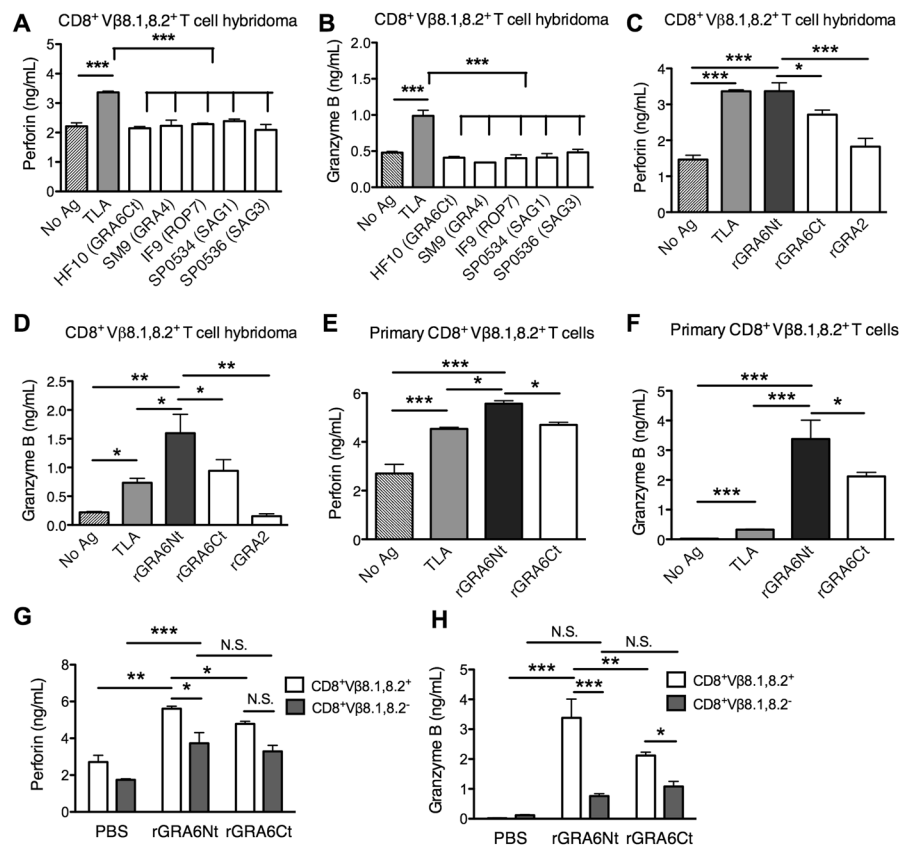 A
CD8+ Vβ8.1,8.2+ T cell hybridoma
Perforin (ng/mL)
5
4
3
2
1
0
***
***
No Ag
TLA
HF10 (GRA6Ct)
SM9 (GRA4)
IF9 (ROP7)
SP0534 (SAG1)
SP0536 (SAG3)
B
CD8+ Vβ8.1,8.2+ T cell hybridoma
Granzyme B (ng/mL)
2.0
1.5
1.0
0.5
0.0
***
***
No Ag
TLA
HF10 (GRA6Ct)
SM9 (GRA4)
IF9 (ROP7)
SP0534 (SAG1)
SP0536 (SAG3)
C
CD8+ Vβ8.1,8.2+ T cell hybridoma
Perforin (ng/mL)
4
3
2
1
0
***
***
***
*
No Ag
TLA
rGRA6Nt
rGRA6Ct
rGRA2
D
CD8+ Vβ8.1,8.2+ T cell hybridoma
Granzyme B (ng/mL)
2.5
2.0
1.5
1.0
0.5
0.0
**
**
*
*
*
No Ag
TLA
rGRA6Nt
rGRA6Ct
rGRA2
E
Primary CD8+ Vβ8.1,8.2+ T cells
Perforin (ng/mL)
6
4
2
0
***
***
*
*
No Ag
TLA
rGRA6Nt
rGRA6Ct
F
Primary CD8+ Vβ8.1,8.2+ T cells
Granzyme B (ng/mL)
5
4
3
2
1
0
***
***
*
***
No Ag
TLA
rGRA6Nt
rGRA6Ct
G
Perforin (ng/mL)
8
6
4
2
0
***
N.S.
**
*
*
N.S.
CD8+Vβ8.1,8.2+
CD8+Vβ8.1,8.2-
PBS
rGRA6Nt
rGRA6Ct
H
Granzyme B (ng/mL)
5
4
3
2
1
0
N.S.
N.S.
***
**
***
*
CD8+Vβ8.1,8.2+
CD8+Vβ8.1,8.2-
PBS
rGRA6Nt
rGRA6Ct